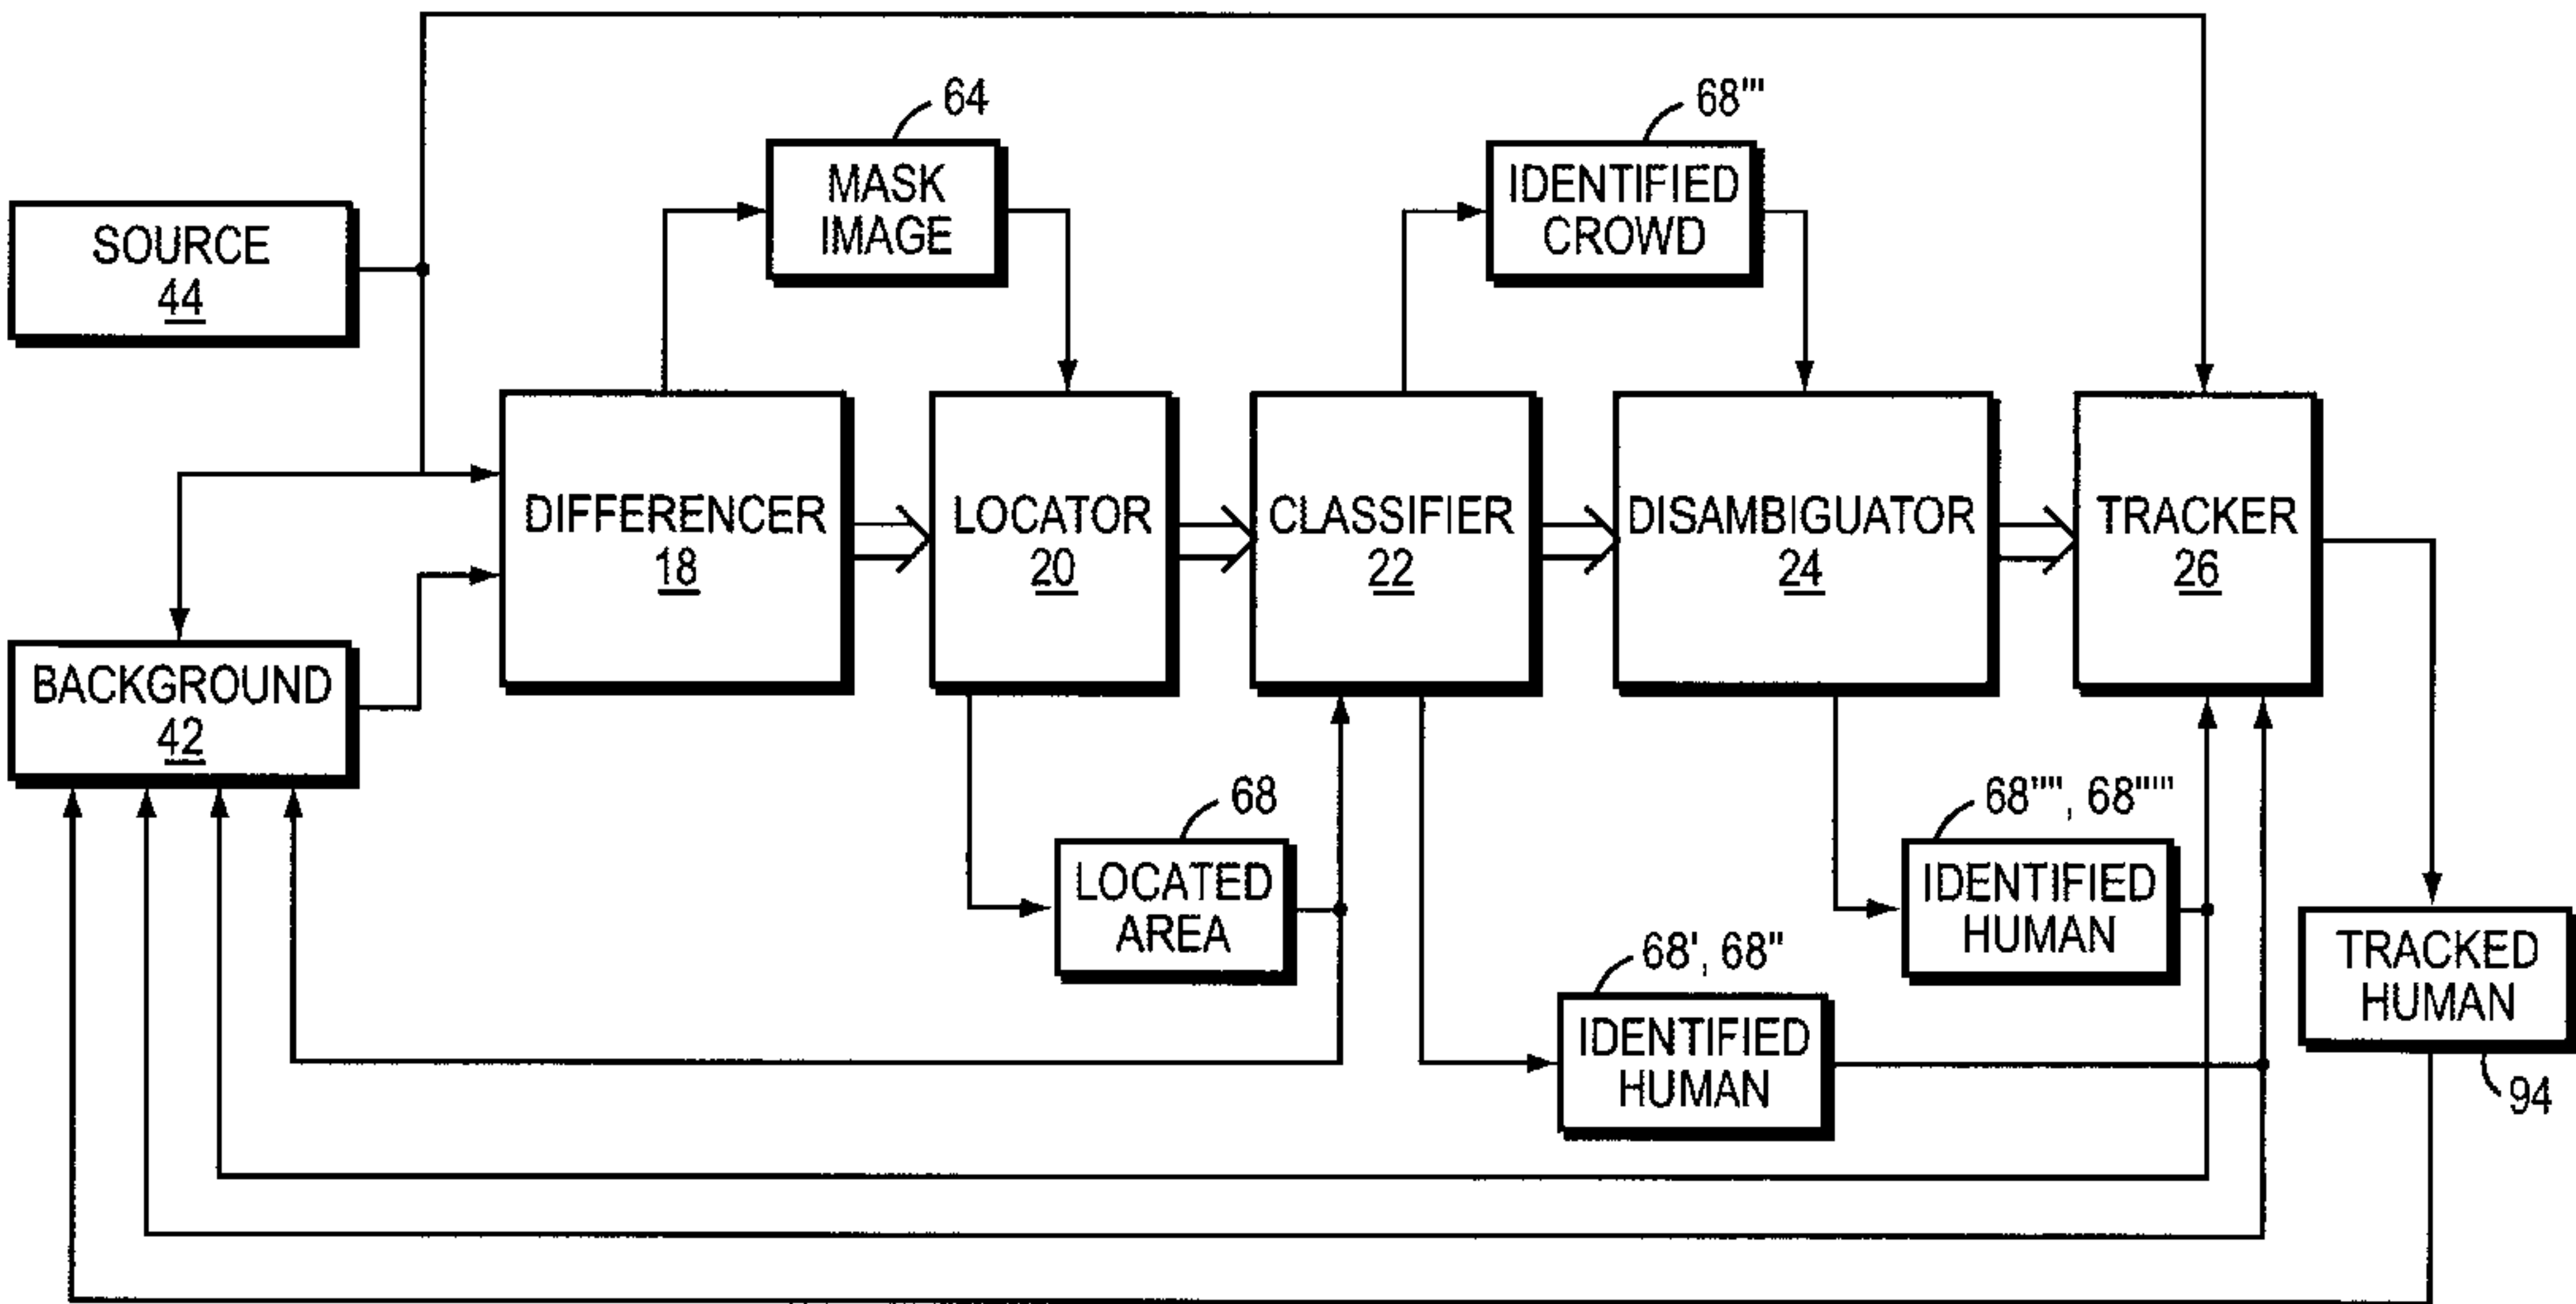 64
68'''
MASK
IMAGE
IDENTIFIED
CROWD
SOURCE
44
DIFFERENCER
18
LOCATOR
20
CLASSIFIER
22
DISAMBIGUATOR
24
TRACKER
26
BACKGROUND
42
68
68'''', 68'''''
LOCATED
AREA
IDENTIFIED
HUMAN
68', 68''
TRACKED
HUMAN
IDENTIFIED
HUMAN
94